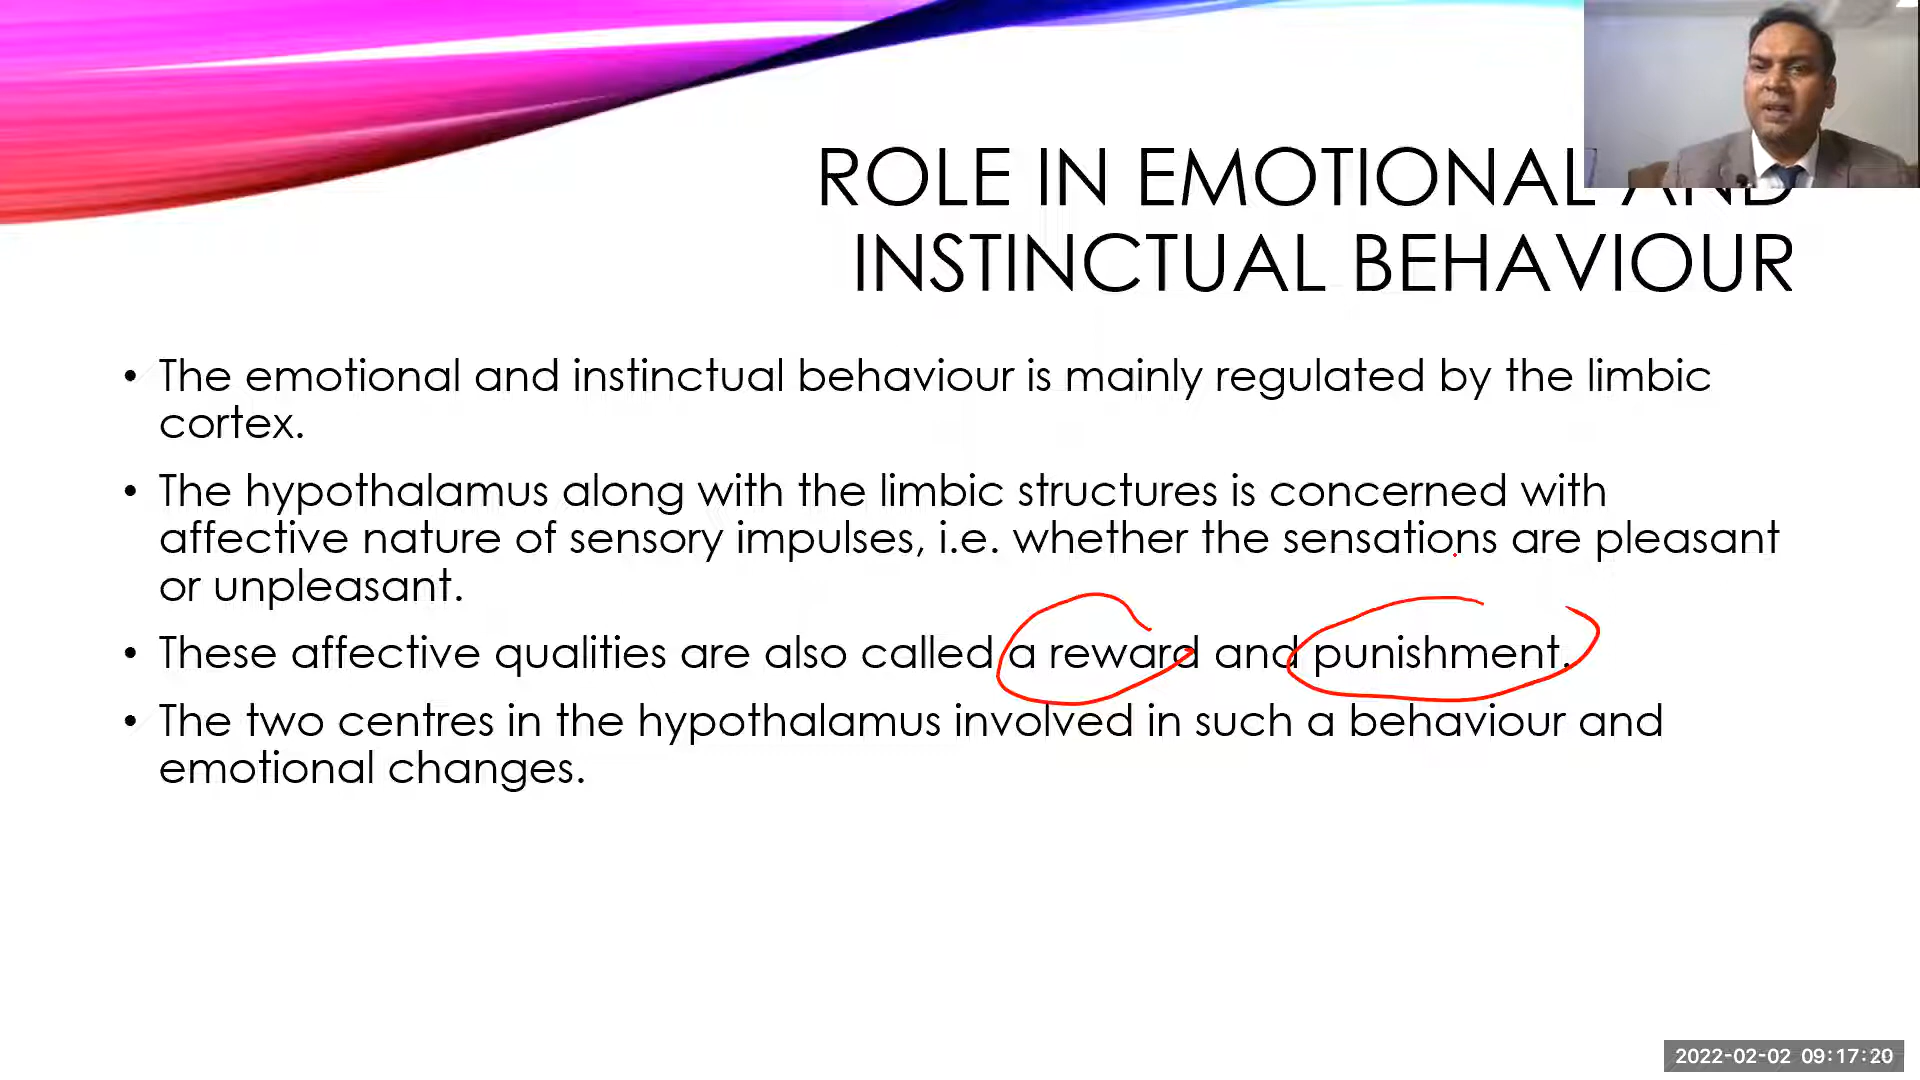 ROLE IN EMOTIONAL AND
INSTINCTUAL BEHAVIOUR
• The emotional and instinctual behaviour is mainly regulated by the limbic
cortex.
• The hypothalamus along with the limbic structures is concerned with
affective nature of sensory impulses, i.e. whether the sensations are pleasant
or unpleasant.
• These affective qualities are also called a reward and punishment.
• The two centres in the hypothalamus involved in such a behaviour and
emotional changes.
2022-02-02 09:17:20